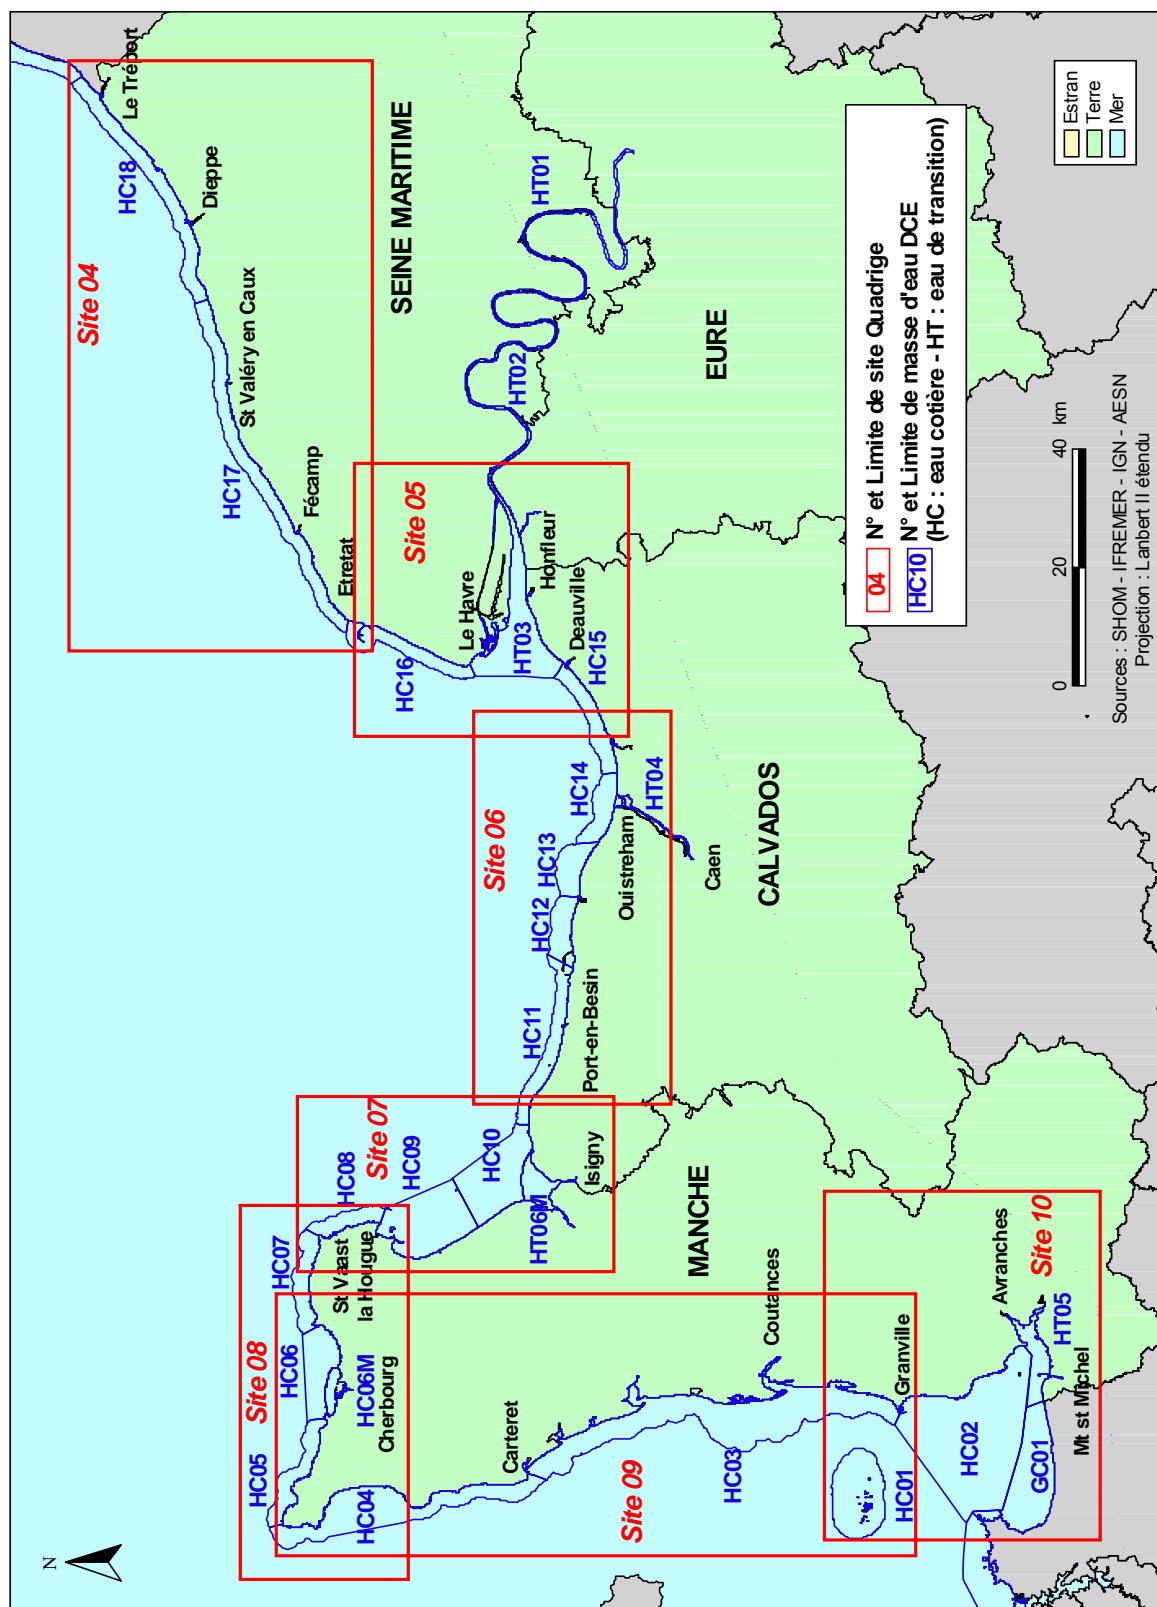 N
Site 04
Site 05
Site 06
Site 07
Site 08
Site 09
Site 10
Le Tréport
HC18
Dieppe
St Valéry en Caux
HC17
Fécamp
Etretat
SEINE MARITIME
HT01
HT02
EURE
HC16
Le Havre
HT03
Honfleur
Deauville
HC15
HC14
HT04
Ouistreham
Caen
HC13
HC12
CALVADOS
HC11
Port-en-Besin
HC10
Isigny
HT06M
HC09
HC08
St Vaast
la Hougue
HC07
HC06
HC06M
Cherbourg
HC05
HC04
Carteret
MANCHE
Coutances
HC03
Granville
HC01
HC02
Avranches
HT05
GC01
Mt st Michel
04 N° et Limite de site Quadrige
HC10 N° et Limite de masse d'eau DCE
(HC : eau cotière - HT : eau de transition)
Estran
Terre
Mer
0 20 40 km
Sources : SHOM - IFREMER - IGN - AESN
Projection : Lanbert II étendu